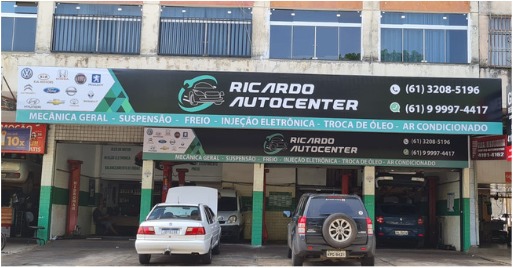 RICARDO
AUTOCENTER
(61) 3208-5196
(61) 9 9997-4417
MECÂNICA GERAL - SUSPENSÃO - FREIO - INJEÇÃO ELETRÔNICA - TROCA DE ÓLEO - AR CONDICIONADO
RICARDO
AUTOCENTER
(61) 3208-5196
(61) 9 9997-4417
MECÂNICA GERAL - SUSPENSÃO - FREIO - INJEÇÃO ELETRÔNICA - TROCA DE ÓLEO - AR CONDICIONADO
10x